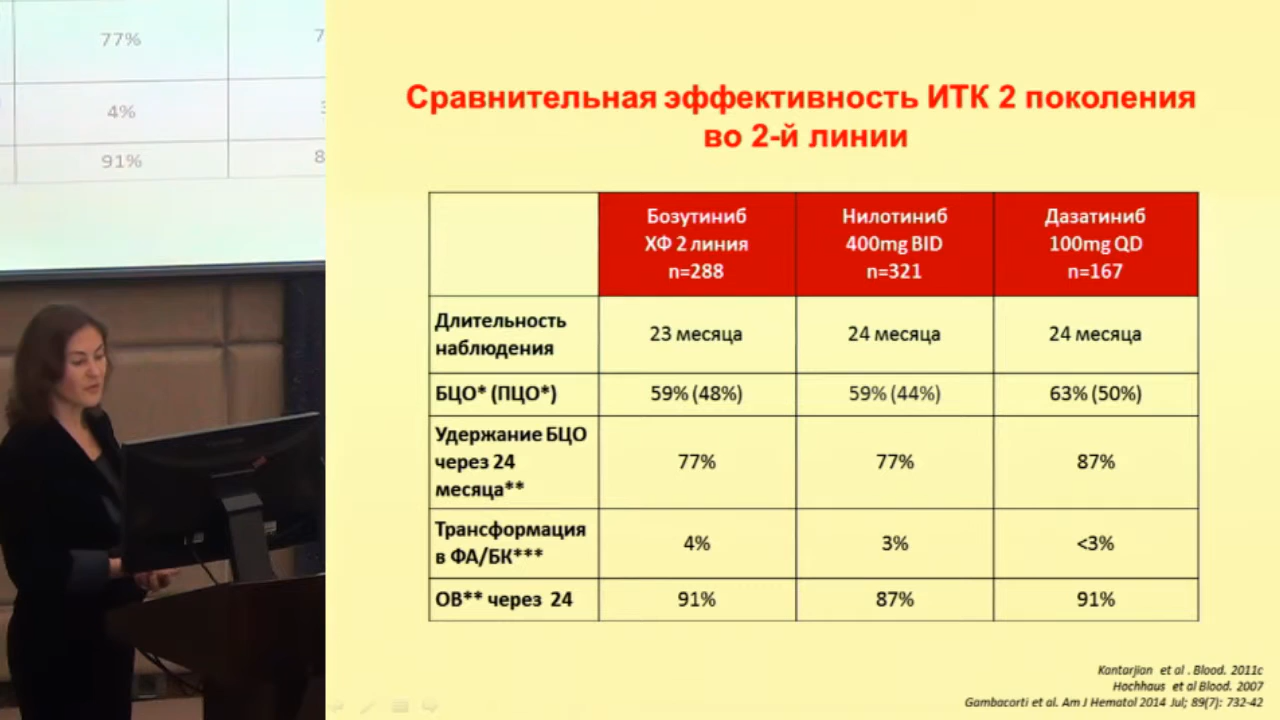 77%
7
4%
91%
8
Сравнительная эффективность ИТК 2 поколения
во 2-й линии
Бозутиниб
ХФ 2 линия
n=288
Нилотиниб
400mg BID
n=321
Дазатиниб
100mg QD
n=167
Длительность
наблюдения
23 месяца
24 месяца
24 месяца
БЦО* (ПЦО*)
59% (48%)
59% (44%)
63% (50%)
Удержание БЦО
через 24
месяца**
77%
77%
87%
Трансформация
в ФА/БК***
4%
3%
<3%
ОВ** через 24
91%
87%
91%
Kantarjian et al . Blood. 2011c
Hochhaus et al Blood. 2007
Gambacorti et al. Am J Hematol 2014 Jul; 89(7): 732-42